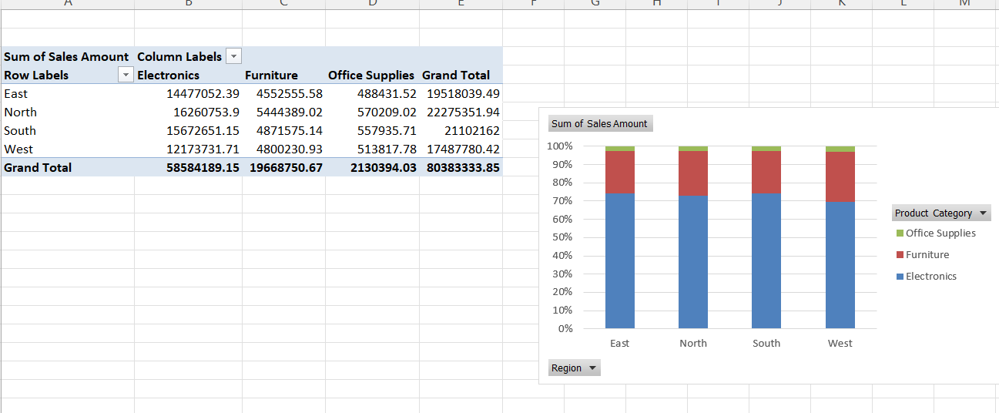 A B C D E F G H I J K L M
Sum of Sales Amount Column Labels
Row Labels Electronics Furniture Office Supplies Grand Total
East 14477052.39 4552555.58 488431.52 19518039.49
North 16260753.9 5444389.02 570209.02 22275351.94
South 15672651.15 4871575.14 557935.71 21102162
West 12173731.71 4800230.93 513817.78 17487780.42
Grand Total 58584189.15 19668750.67 2130394.03 80383333.85
Sum of Sales Amount
100%
90%
80%
70%
60%
50%
40%
30%
20%
10%
0%
East North South West
Product Category
Office Supplies
Furniture
Electronics
Region